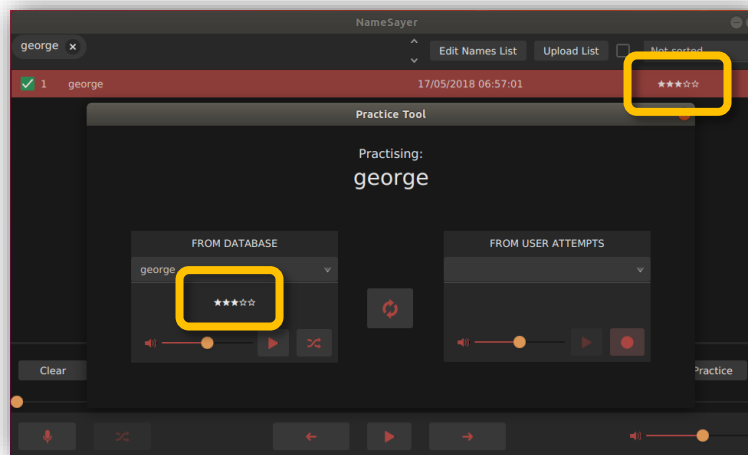 NameSayer
george ×
Edit Names List Upload List Not sorted
1 george 17/05/2018 06:57:01 ★★★☆☆
Practice Tool
Practising:
george
FROM DATABASE FROM USER ATTEMPTS
george
★★★☆☆
Clear Practice